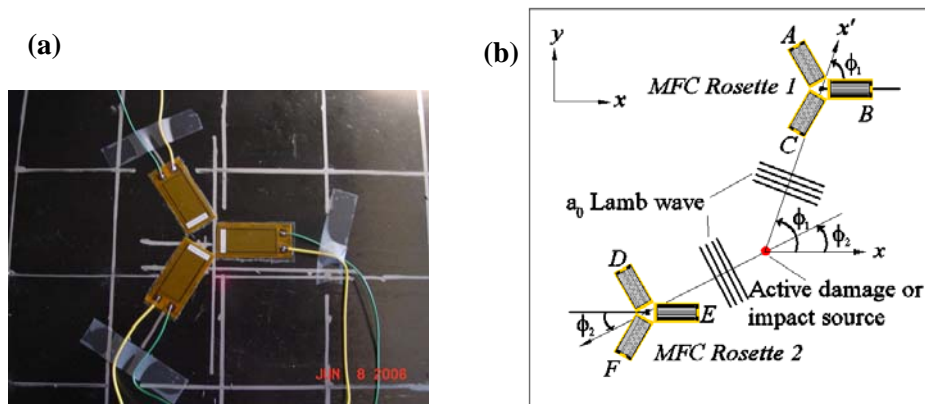 (a)
JUN 8 2006
(b)
y
x
A
x′
ϕ₁
MFC Rosette 1
B
C
a₀ Lamb wave
ϕ₁
ϕ₂
x
D
Active damage or
impact source
E
ϕ₂
F
MFC Rosette 2